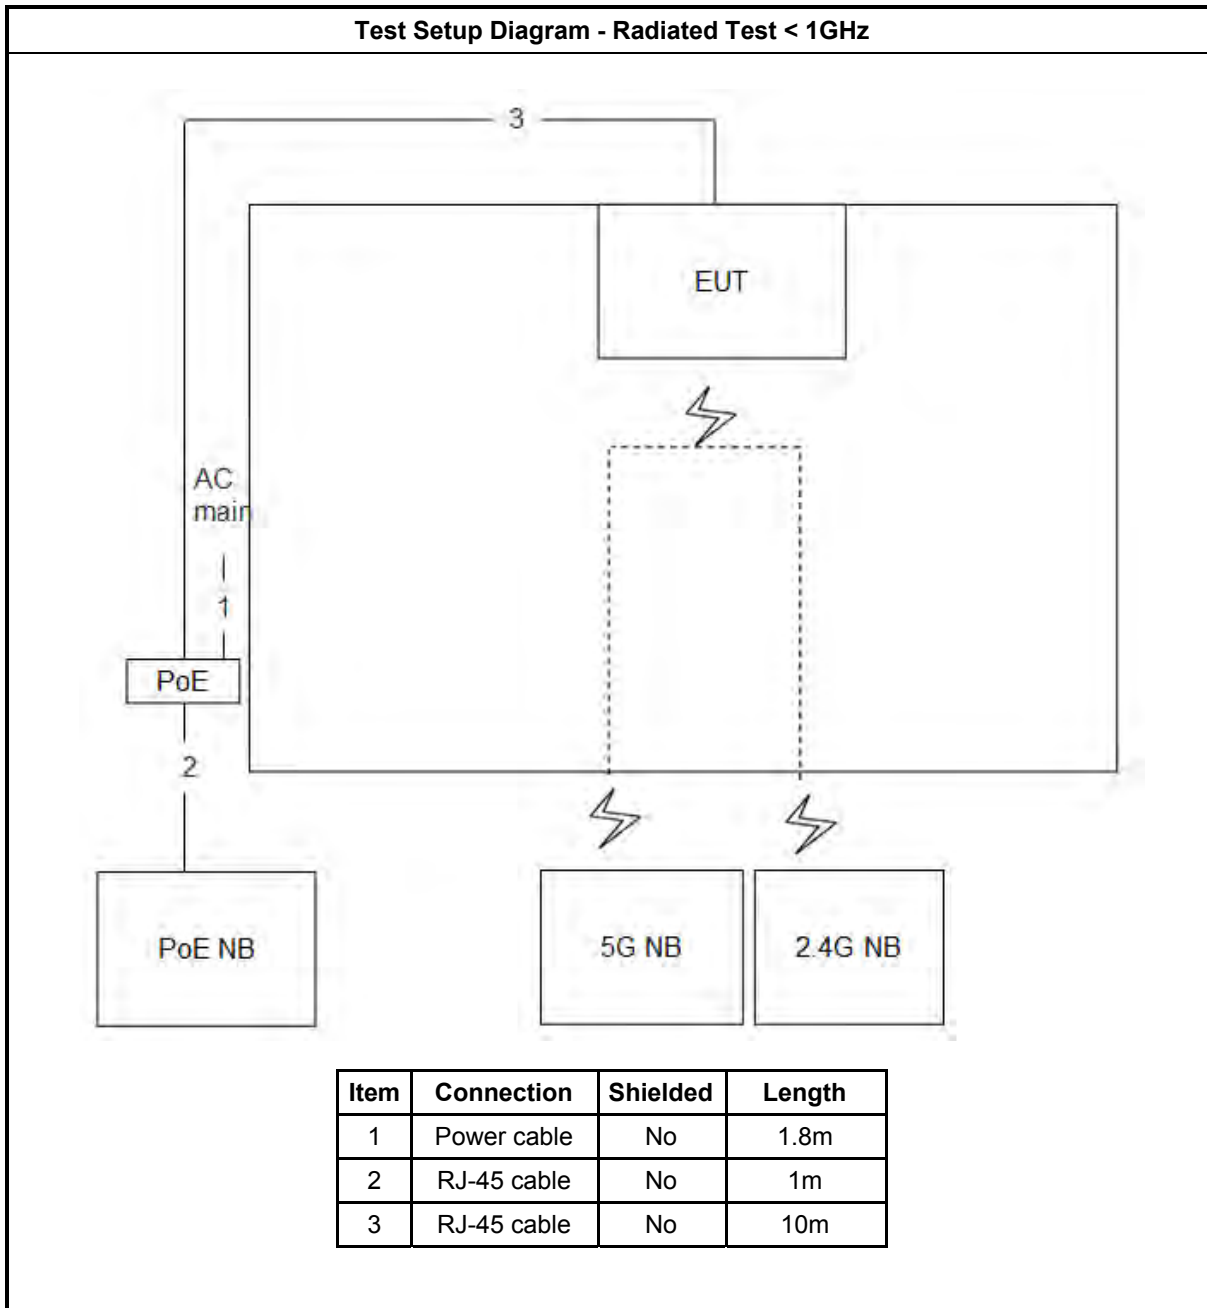 Test Setup Diagram - Radiated Test < 1GHz
3
EUT
AC
main
1
PoE
2
PoE NB
5G NB
2.4G NB
Item Connection Shielded Length
1 Power cable No 1.8m
2 RJ-45 cable No 1m
3 RJ-45 cable No 10m